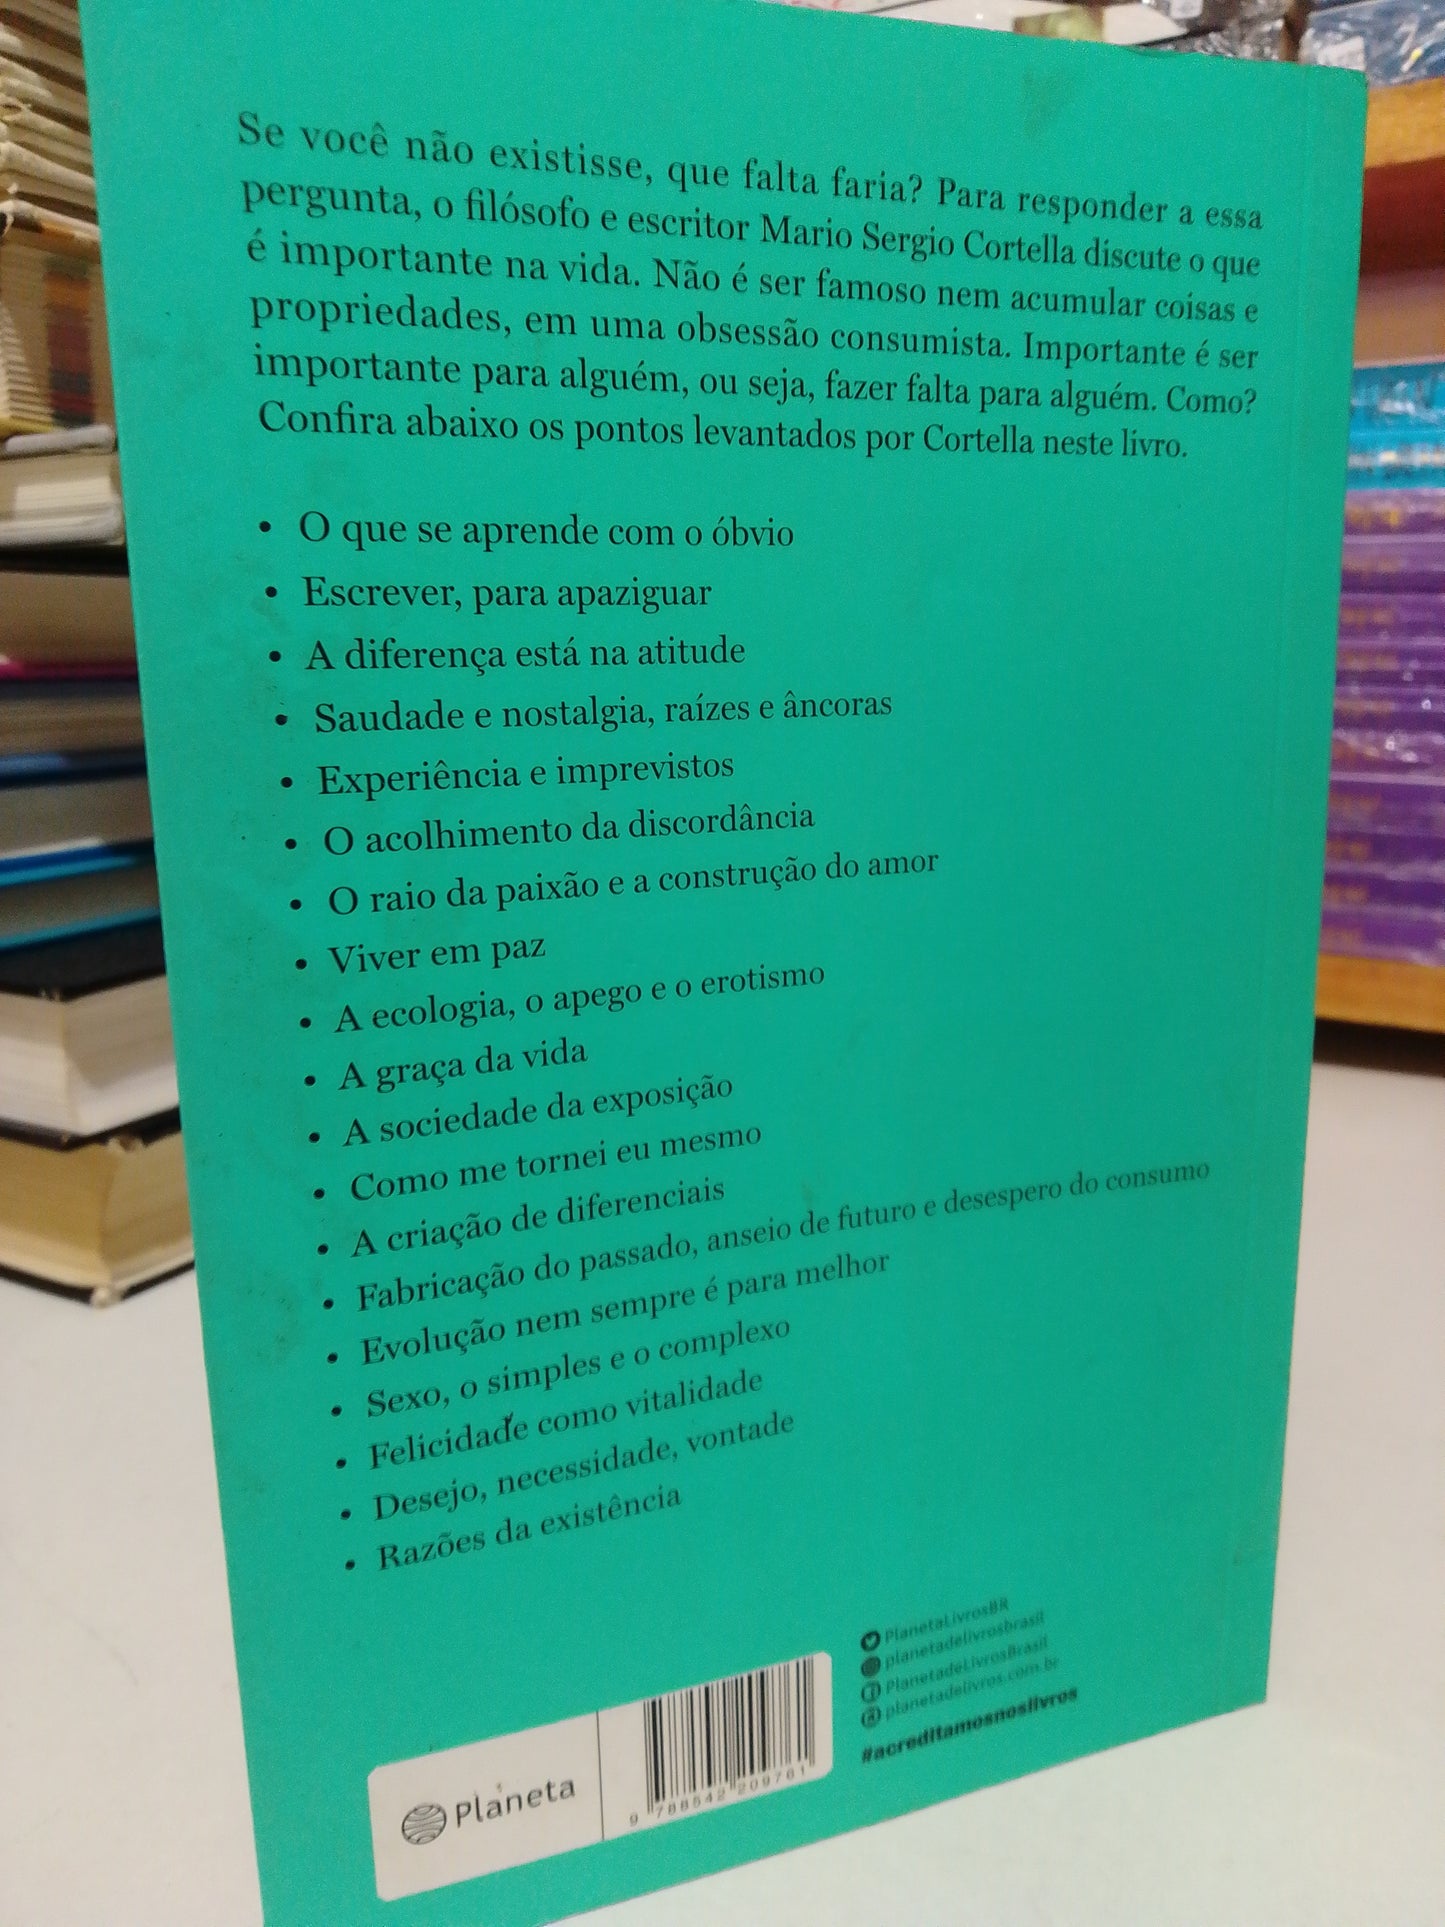 Se você não existisse, que falta faria? Para responder a essa
pergunta, o filósofo e escritor Mario Sergio Cortella discute o que
é importante na vida. Não é ser famoso nem acumular coisas e
propriedades, em uma obsessão consumista. Importante é ser
importante para alguém, ou seja, fazer falta para alguém. Como?
Confira abaixo os pontos levantados por Cortella neste livro.
• O que se aprende com o óbvio
• Escrever, para apaziguar
• A diferença está na atitude
• Saudade e nostalgia, raízes e âncoras
• Experiência e imprevistos
• O acolhimento da discordância
• O raio da paixão e a construção do amor
• Viver em paz
• A ecologia, o apego e o erotismo
• A graça da vida
• A sociedade da exposição
• Como me tornei eu mesmo
• A criação de diferenciais
• Fabricação do passado, anseio de futuro e desespero do consumo
• Evolução nem sempre é para melhor
• Sexo, o simples e o complexo
• Felicidade como vitalidade
• Desejo, necessidade, vontade
• Razões da existência
PlanetaLivrosBR
planetadelivrosbrasil
PlanetadeLivrosBrasil
planetadelivros.com.br
#acreditamosnoslivros
Planeta
9 788542 209761